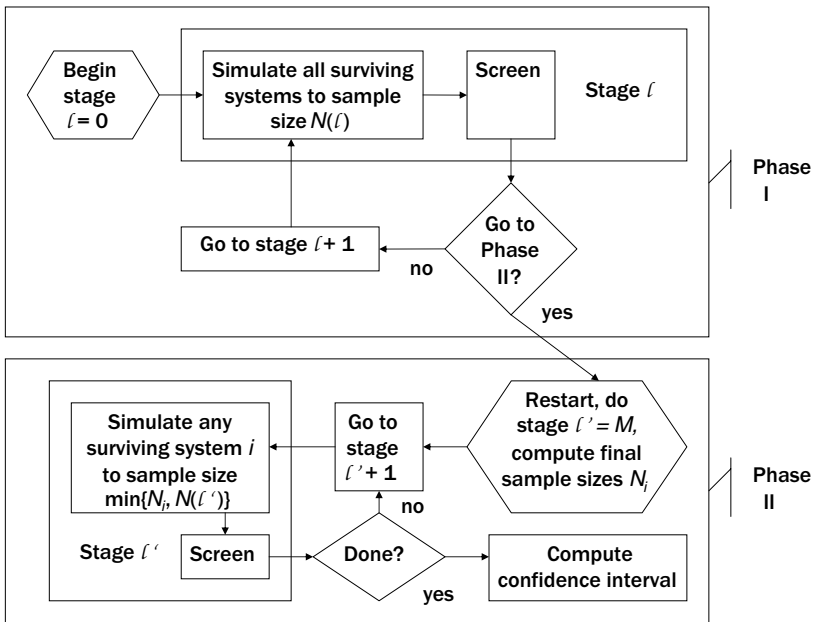 Begin
stage
ℓ = 0
Simulate all surviving
systems to sample
size N(ℓ)
Screen
Stage ℓ
Phase
I
Go to
Phase
II?
Go to stage ℓ + 1
no
yes
Restart, do
stage ℓ’ = M,
compute final
sample sizes Nᵢ
Go to
stage
ℓ’ + 1
Simulate any
surviving system i
to sample size
min{Nᵢ, N(ℓ‘)}
Phase
II
no
Stage ℓ‘
Screen
Done?
yes
Compute
confidence interval